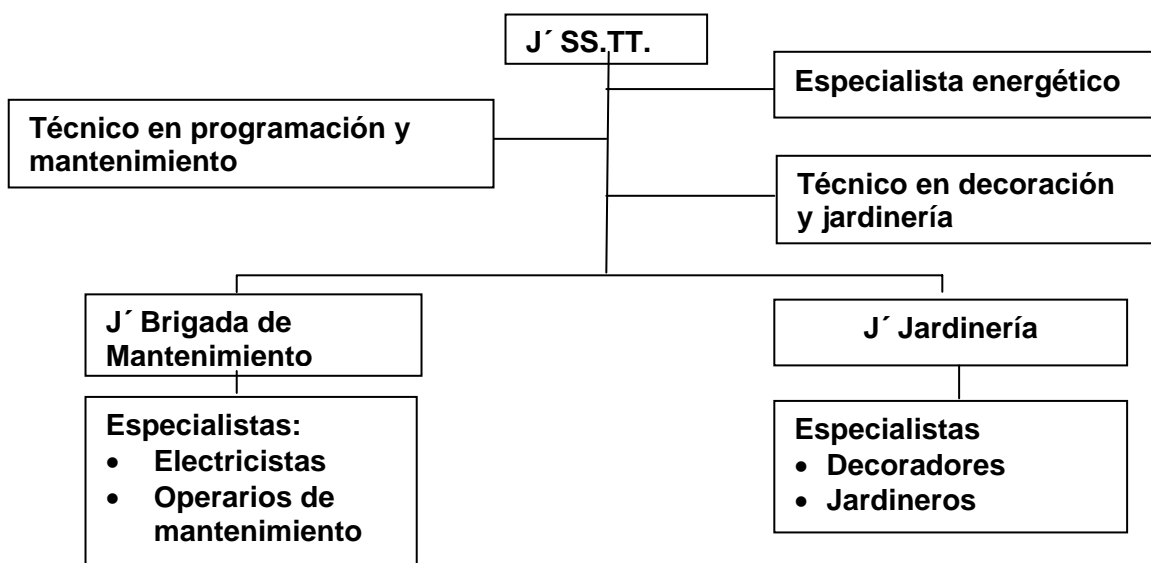 J´ SS.TT.
Especialista energético
Técnico en programación y
mantenimiento
Técnico en decoración
y jardinería
J´ Brigada de
Mantenimiento
J´ Jardinería
Especialistas:
• Electricistas
• Operarios de
mantenimiento
Especialistas
• Decoradores
• Jardineros